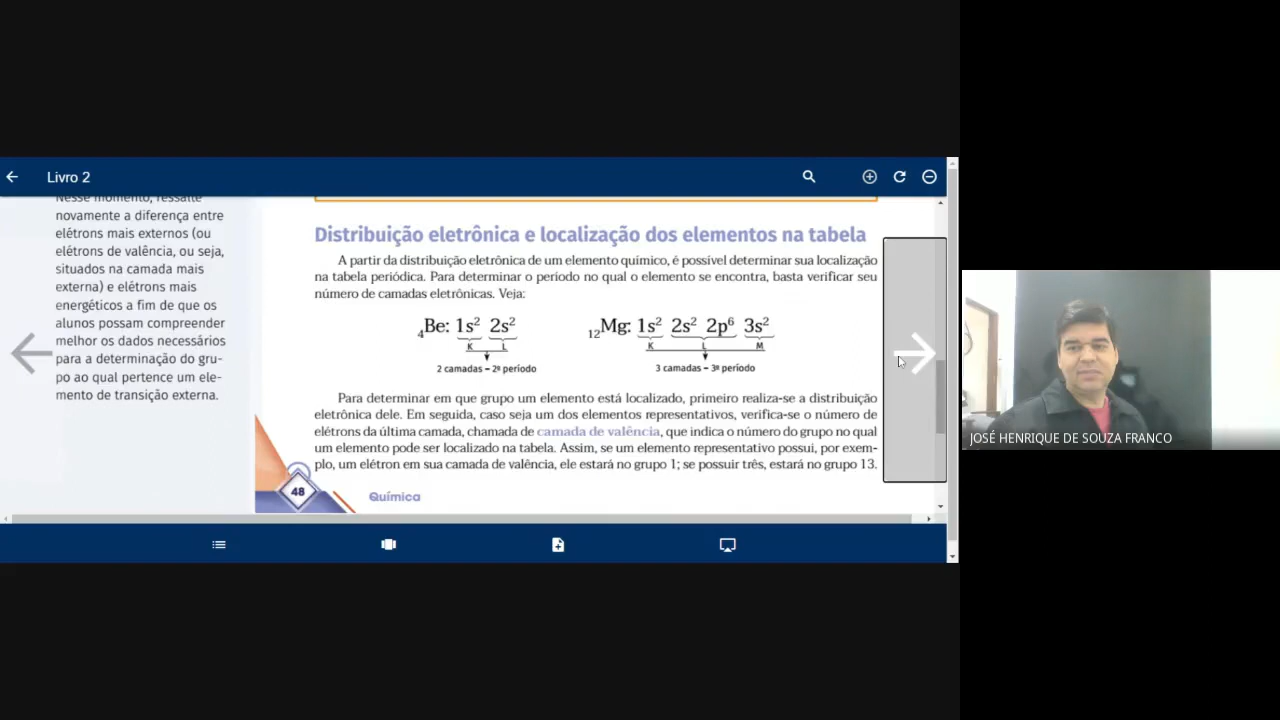 Livro 2
Nesse momento, ressalte
novamente a diferença entre
elétrons mais externos (ou
elétrons de valência, ou seja,
situados na camada mais
externa) e elétrons mais
energéticos a fim de que os
alunos possam compreender
melhor os dados necessários
para a determinação do gru-
po ao qual pertence um ele-
mento de transição externa.
Distribuição eletrônica e localização dos elementos na tabela
A partir da distribuição eletrônica de um elemento químico, é possível determinar sua localização
na tabela periódica. Para determinar o período no qual o elemento se encontra, basta verificar seu
número de camadas eletrônicas. Veja:
₄Be: 1s² 2s²
K L
2 camadas – 2º período
₁₂Mg: 1s² 2s² 2p⁶ 3s²
K L M
3 camadas – 3º período
Para determinar em que grupo um elemento está localizado, primeiro realiza-se a distribuição
eletrônica dele. Em seguida, caso seja um dos elementos representativos, verifica-se o número de
elétrons da última camada, chamada de camada de valência, que indica o número do grupo no qual
um elemento pode ser localizado na tabela. Assim, se um elemento representativo possui, por exem-
plo, um elétron em sua camada de valência, ele estará no grupo 1; se possuir três, estará no grupo 13.
48
Química
JOSÉ HENRIQUE DE SOUZA FRANCO